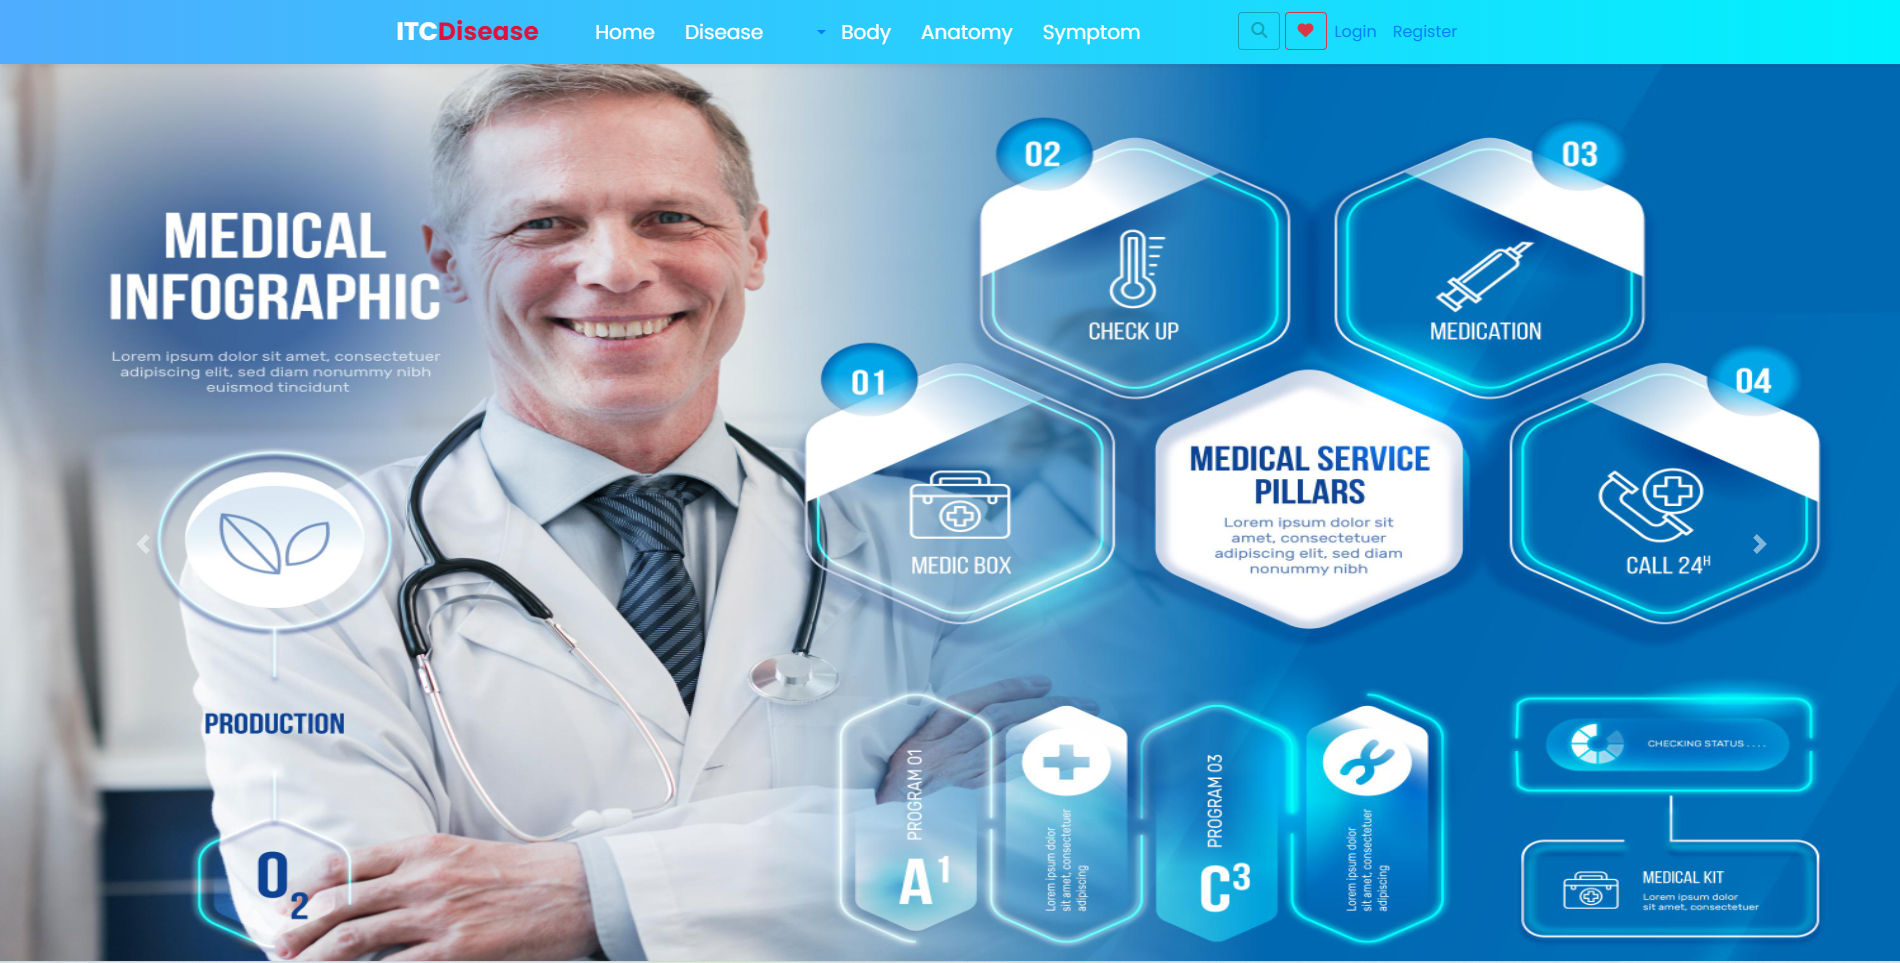 ITCDisease
Home
Disease
Body
Anatomy
Symptom
Login
Register
MEDICAL
INFOGRAPHIC
Lorem ipsum dolor sit amet, consectetuer
adipiscing elit, sed diam nonummy nibh
euismod tincidunt
PRODUCTION
O2
02
CHECK UP
03
MEDICATION
01
MEDIC BOX
MEDICAL SERVICE
PILLARS
Lorem ipsum dolor sit
amet, consectetuer
adipiscing elit, sed diam
nonummy nibh
04
CALL 24H
PROGRAM 01
A1
Lorem ipsum dolor
sit amet, consectetuer
adipiscing
PROGRAM 03
C3
Lorem ipsum dolor
sit amet, consectetuer
adipiscing
CHECKING STATUS . . . .
MEDICAL KIT
Lorem ipsum dolor
sit amet, consectetuer